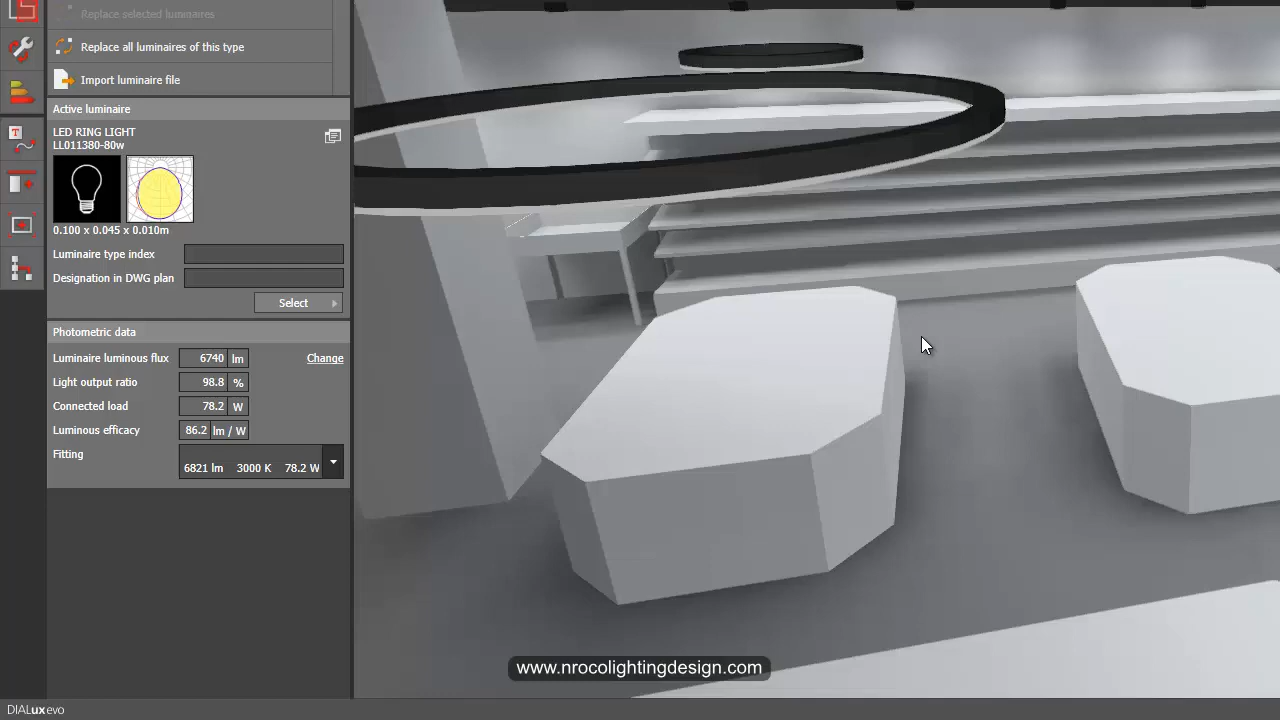 Replace selected luminaires
Replace all luminaires of this type
Import luminaire file
Active luminaire
LED RING LIGHT
LL011380-80w
0.100 x 0.045 x 0.010m
Luminaire type index
Designation in DWG plan
Select
Photometric data
Luminaire luminous flux 6740 lm Change
Light output ratio 98.8 %
Connected load 78.2 W
Luminous efficacy 86.2 lm / W
Fitting
6821 lm 3000 K 78.2 W
www.nrocolightingdesign.com
DIALux evo